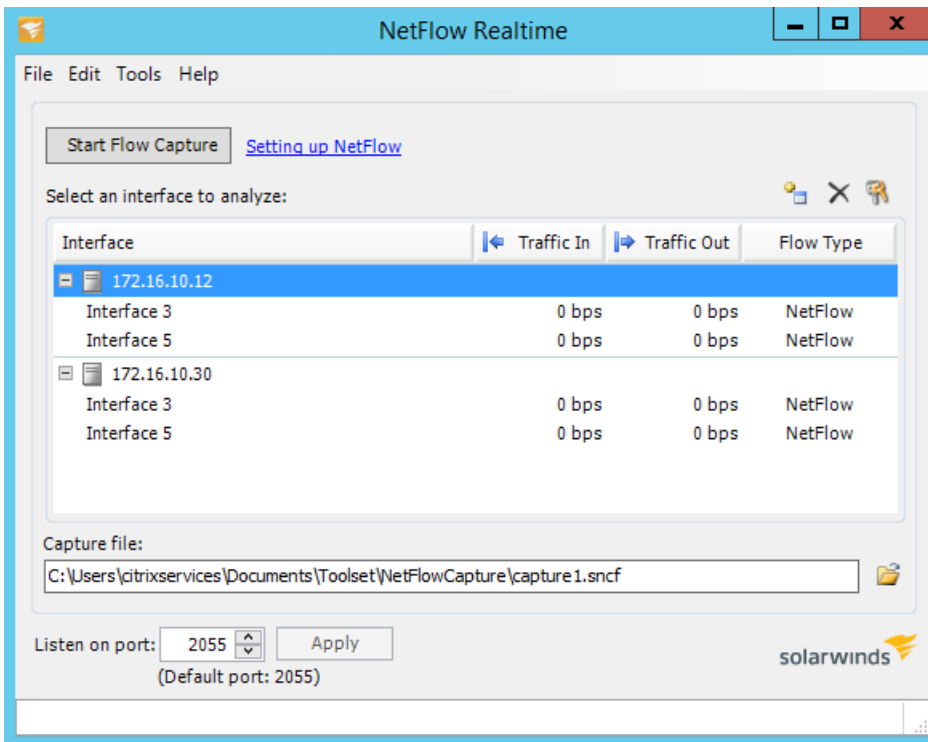 NetFlow Realtime
File Edit Tools Help
Start Flow Capture Setting up NetFlow
Select an interface to analyze:
Interface Traffic In Traffic Out Flow Type
172.16.10.12
Interface 3 0 bps 0 bps NetFlow
Interface 5 0 bps 0 bps NetFlow
172.16.10.30
Interface 3 0 bps 0 bps NetFlow
Interface 5 0 bps 0 bps NetFlow
Capture file:
C:\Users\citrixservices\Documents\Toolset\NetFlowCapture\capture1.sncf
Listen on port: 2055 Apply
(Default port: 2055)
solarwinds